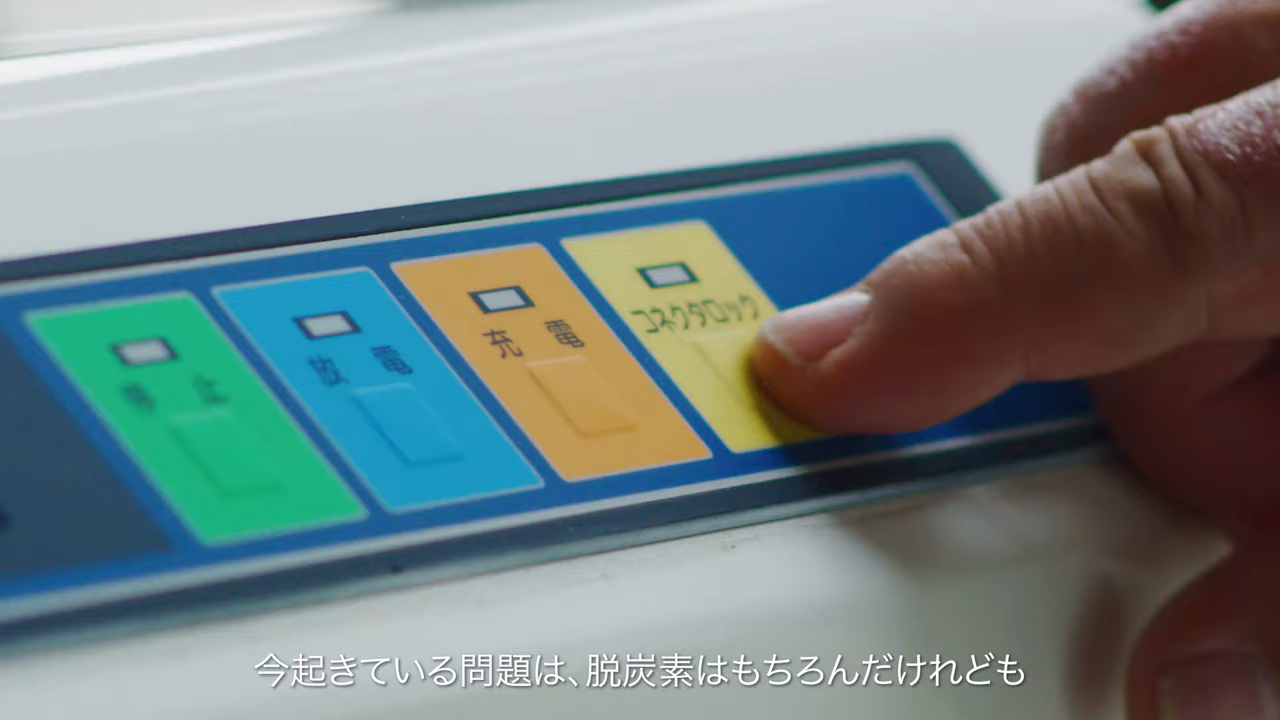 停止
放電
充電
コネクタロック
今起きている問題は、脱炭素はもちろんだけれども